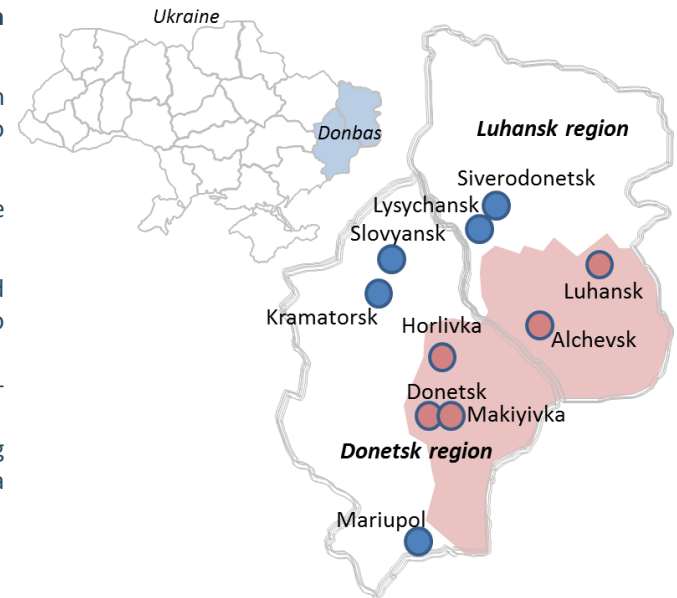 Ukraine
Donbas
Luhansk region
Siverodonetsk
Lysychansk
Slovyansk
Luhansk
Kramatorsk
Horlivka
Alchevsk
Donetsk
Makiyivka
Donetsk region
Mariupol